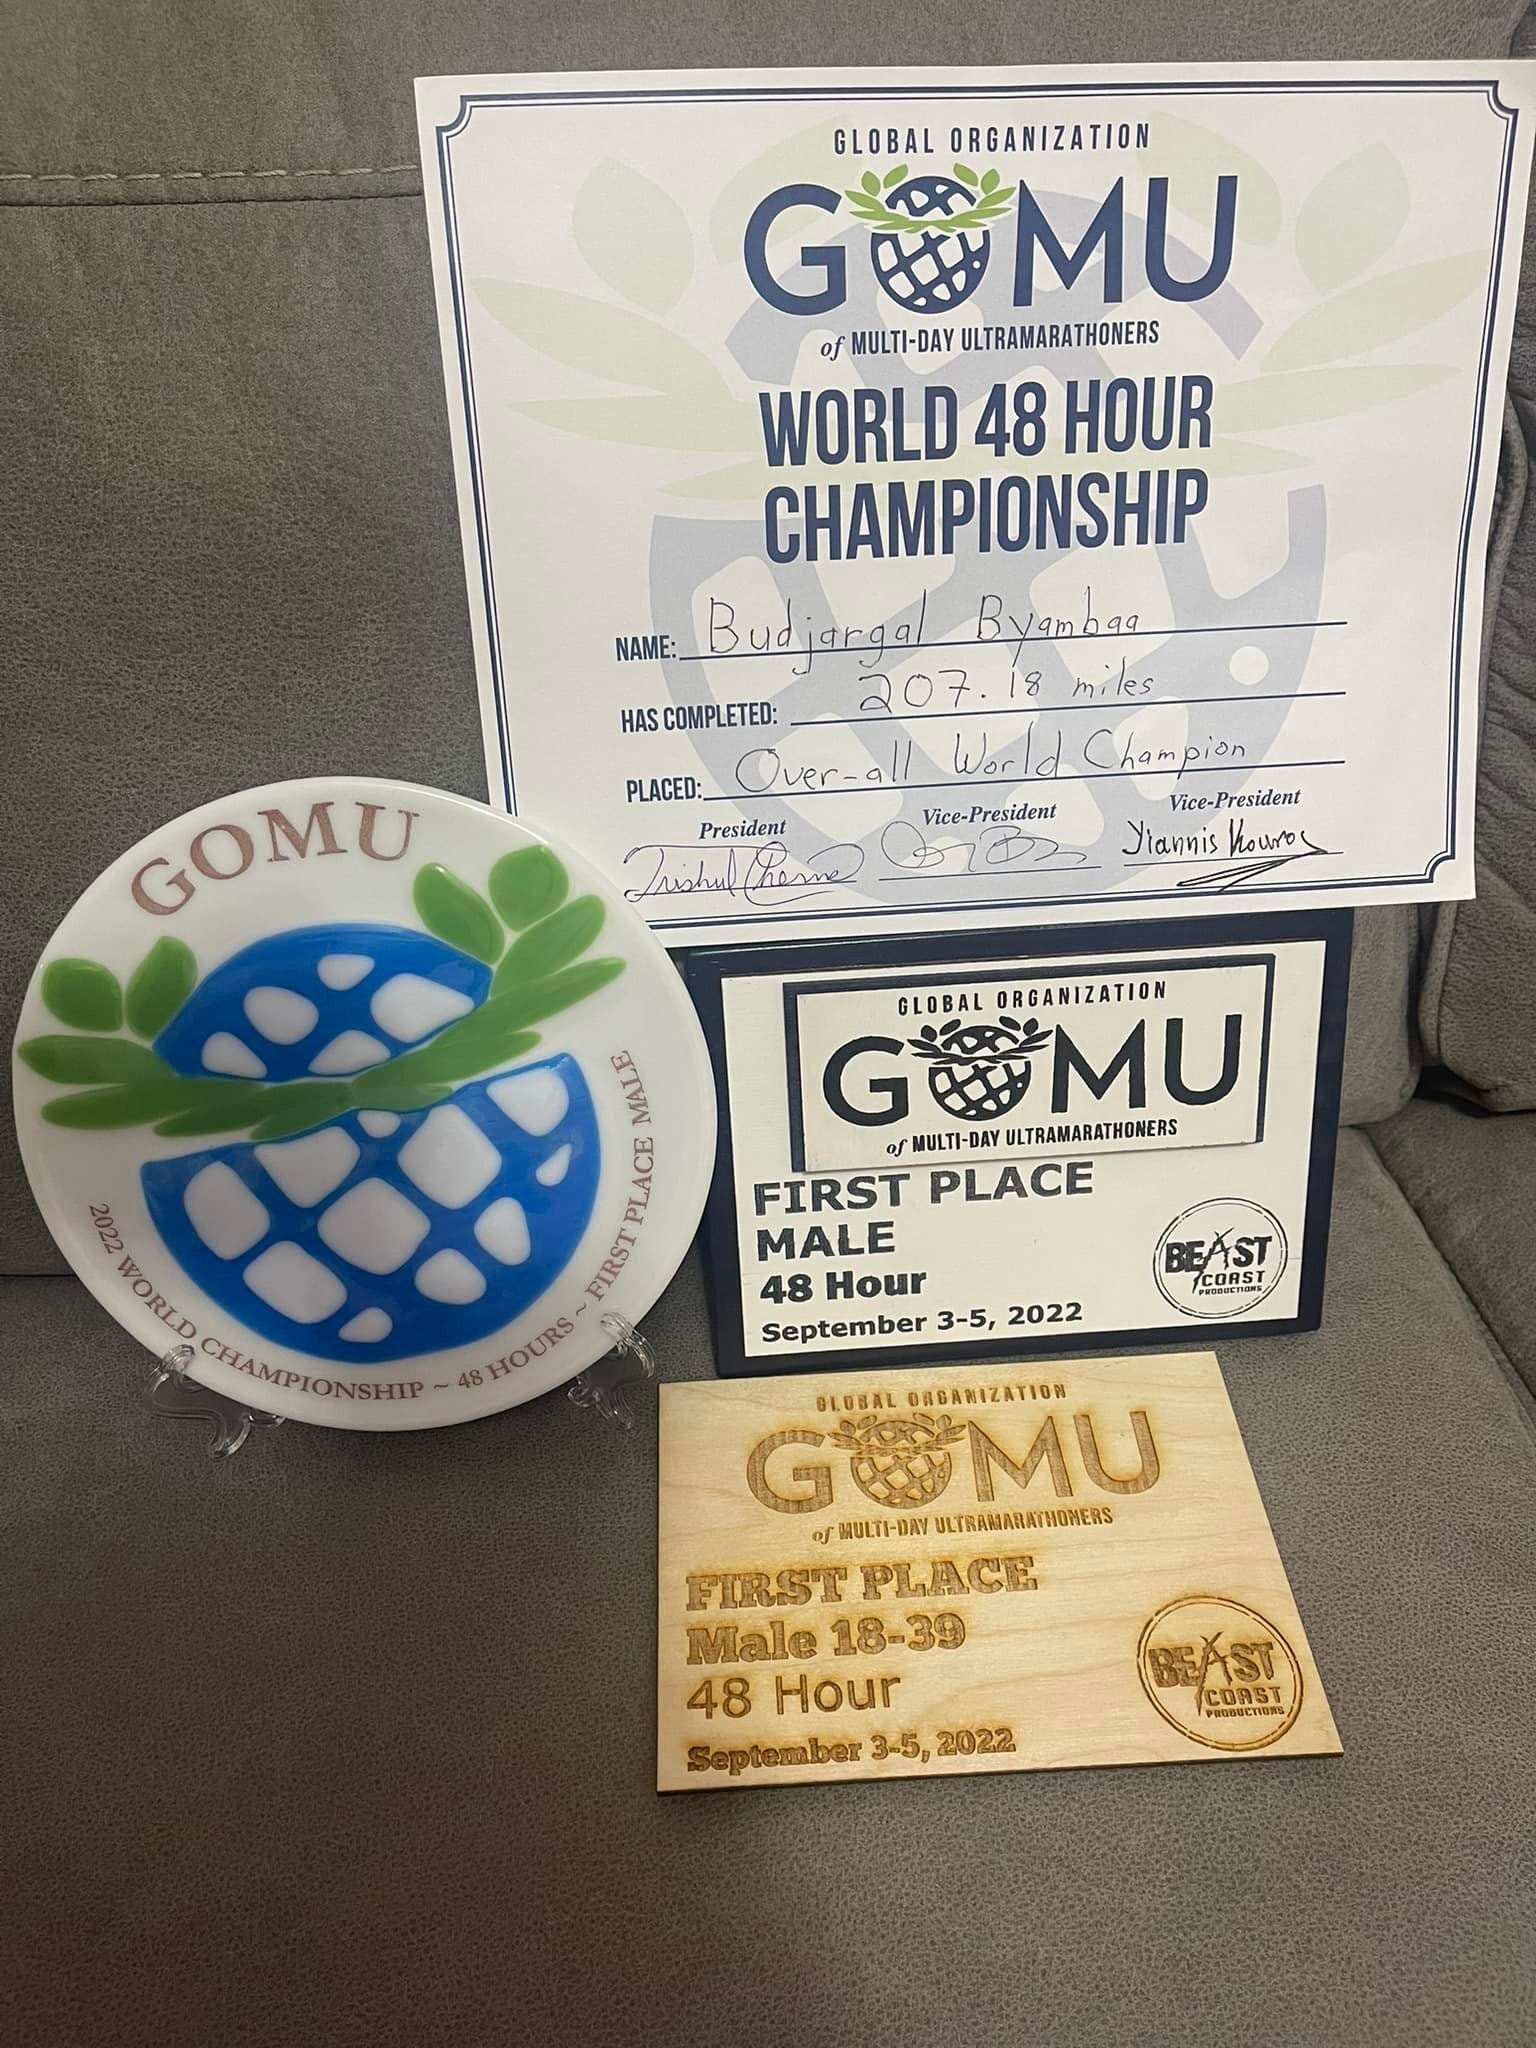 GLOBAL ORGANIZATION
GOMU
of MULTI-DAY ULTRAMARATHONERS
WORLD 48 HOUR
CHAMPIONSHIP
NAME: Budjargal Byambaa
HAS COMPLETED: 207.18 miles
PLACED: Over-all World Champion
President Vice-President Vice-President
Trishul Yiannis Kouros
GOMU
2022 WORLD CHAMPIONSHIP ~ 48 HOURS ~ FIRST PLACE MALE
GLOBAL ORGANIZATION
GOMU
of MULTI-DAY ULTRAMARATHONERS
FIRST PLACE
MALE
48 Hour
September 3-5, 2022
BEAST
COAST
PRODUCTIONS
GLOBAL ORGANIZATION
GOMU
of MULTI-DAY ULTRAMARATHONERS
FIRST PLACE
Male 18-39
48 Hour
September 3-5, 2022
BEAST
COAST
PRODUCTIONS